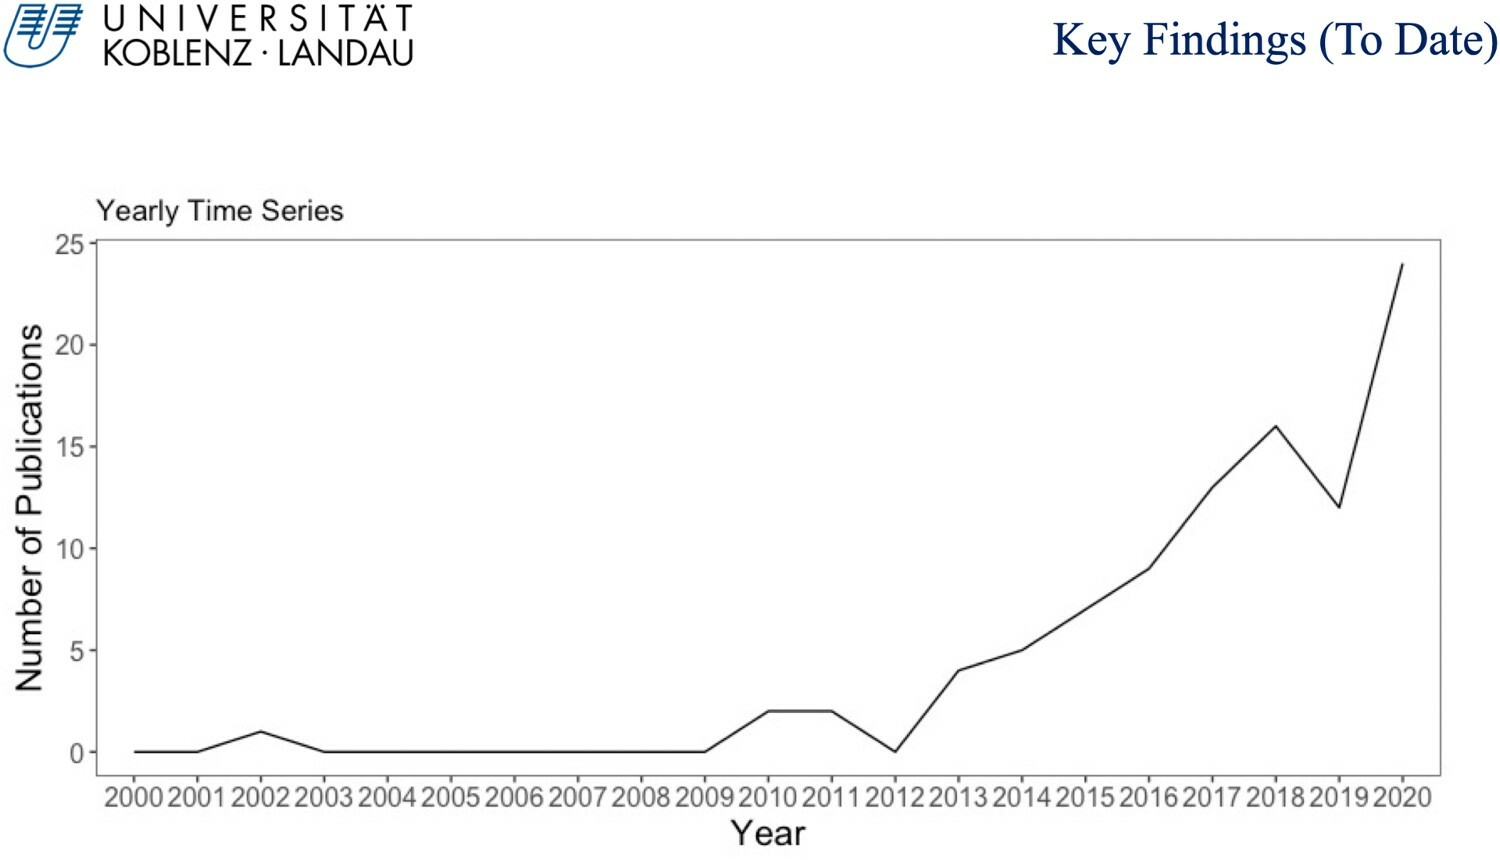 UNIVERSITÄT
KOBLENZ · LANDAU
Key Findings (To Date)
Yearly Time Series
25
20
15
10
5
0
Number of Publications
2000 2001 2002 2003 2004 2005 2006 2007 2008 2009 2010 2011 2012 2013 2014 2015 2016 2017 2018 2019 2020
Year